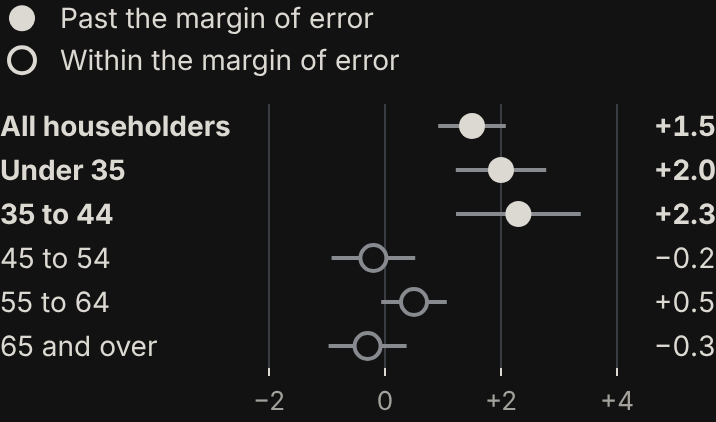 Past the margin of error
Within the margin of error
All householders +1.5
Under 35 +2.0
35 to 44 +2.3
45 to 54 −0.2
55 to 64 +0.5
65 and over −0.3
−2 0 +2 +4